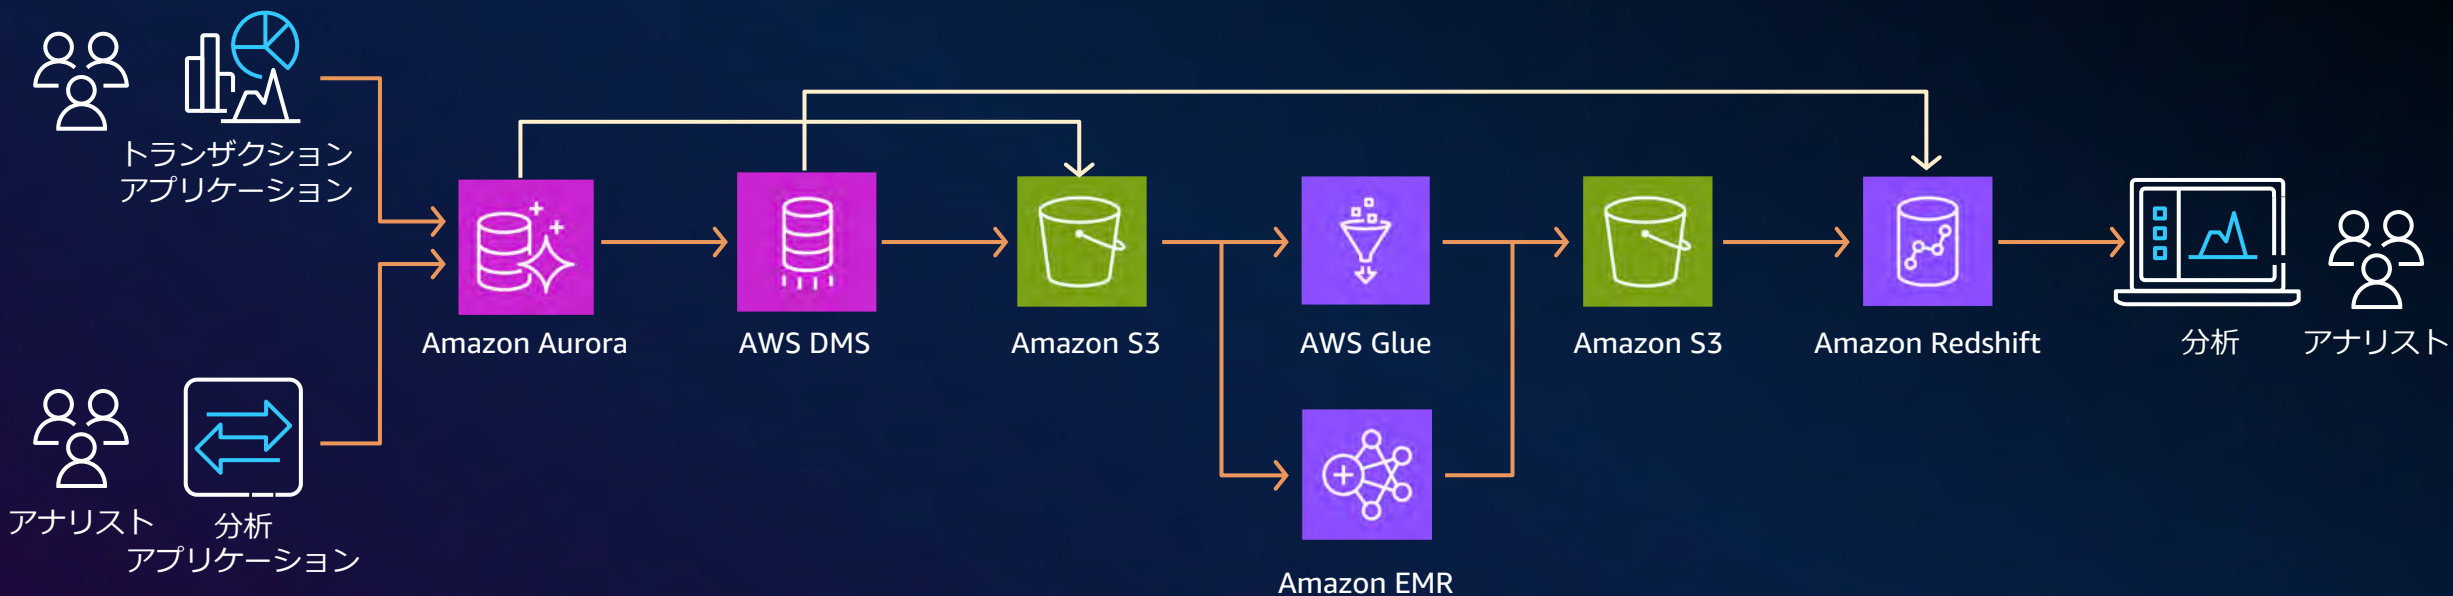 トランザクション
アプリケーション
Amazon Aurora
AWS DMS
Amazon S3
AWS Glue
Amazon S3
Amazon Redshift
分析
アナリスト
アナリスト
分析
アプリケーション
Amazon EMR